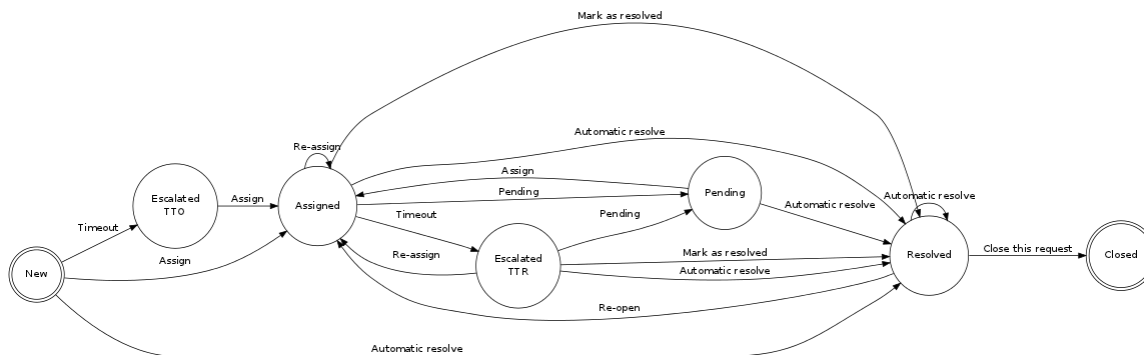 Mark as resolved
Automatic resolve
Re-assign
Assign
Pending
Pending
Escalated
TTO
Assign
Assigned
Automatic resolve
Automatic resolve
Timeout
Pending
Timeout
Re-assign
Escalated
TTR
Mark as resolved
Automatic resolve
Resolved
Close this request
Closed
New
Assign
Re-open
Automatic resolve